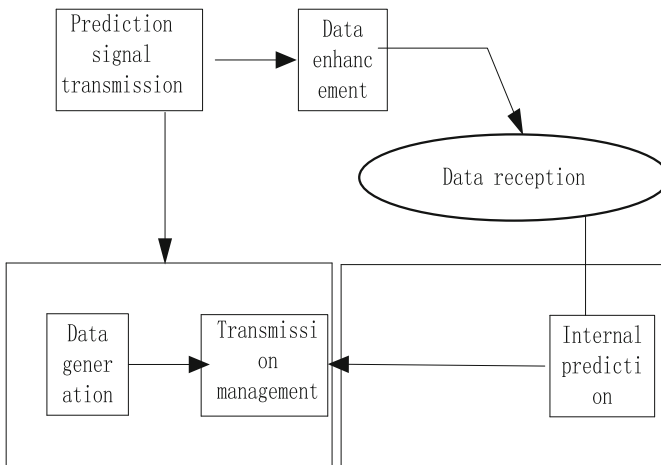 Prediction
signal
transmission
Data
enhanc
ement
Data reception
Data
gener
ation
Transmissi
on
management
Internal
predicti
on